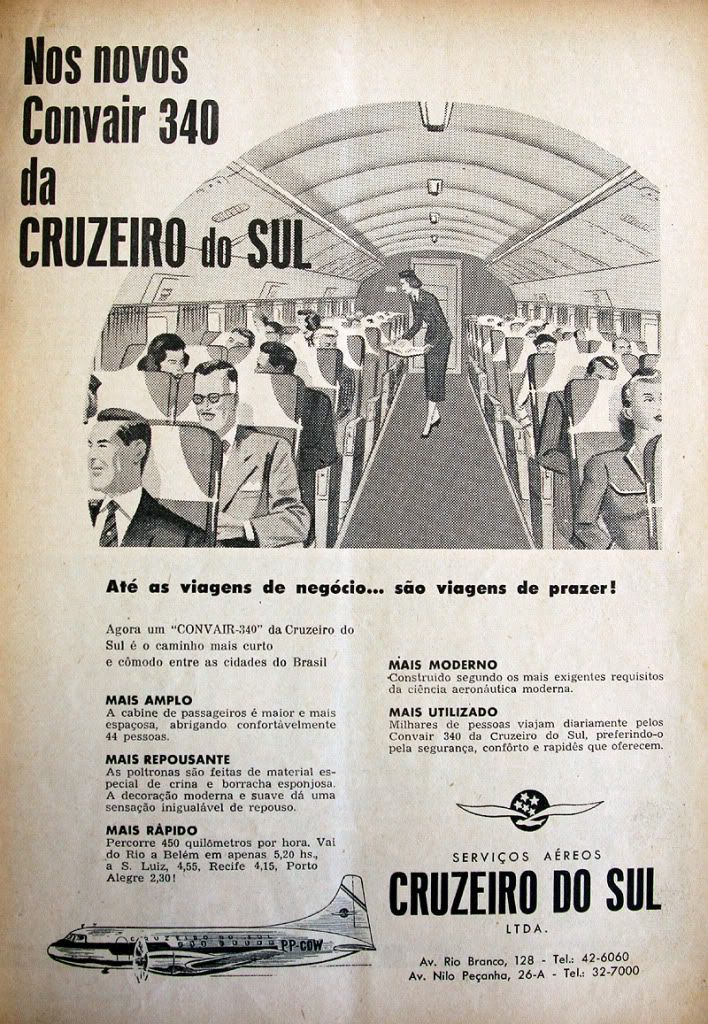 Nos novos
Convair 340
da
CRUZEIRO do SUL
Até as viagens de negócio... são viagens de prazer!
Agora um "CONVAIR-340" da Cruzeiro do
Sul é o caminho mais curto
e cômodo entre as cidades do Brasil
MAIS AMPLO
A cabine de passageiros é maior e mais
espaçosa, abrigando confortávelmente
44 pessoas.
MAIS REPOUSANTE
As poltronas são feitas de material es-
pecial de crina e borracha esponjosa.
A decoração moderna e suave dá uma
sensação inigualável de repouso.
MAIS RÁPIDO
Percorre 450 quilômetros por hora. Vai
do Rio a Belém em apenas 5,20 hs.,
a S. Luiz, 4,55, Recife 4,15, Porto
Alegre 2,30!
MAIS MODERNO
Construido segundo os mais exigentes requisitos
da ciência aeronáutica moderna.
MAIS UTILIZADO
Milhares de pessoas viajam diariamente pelos
Convair 340 da Cruzeiro do Sul, preferindo-o
pela segurança, confôrto e rapidês que oferecem.
SERVIÇOS AÉREOS
CRUZEIRO DO SUL
LTDA.
Av. Rio Branco, 128 - Tel.: 42-6060
Av. Nilo Peçanha, 26-A - Tel.: 32-7000
CRUZEIRO DO SUL
PP-CDW